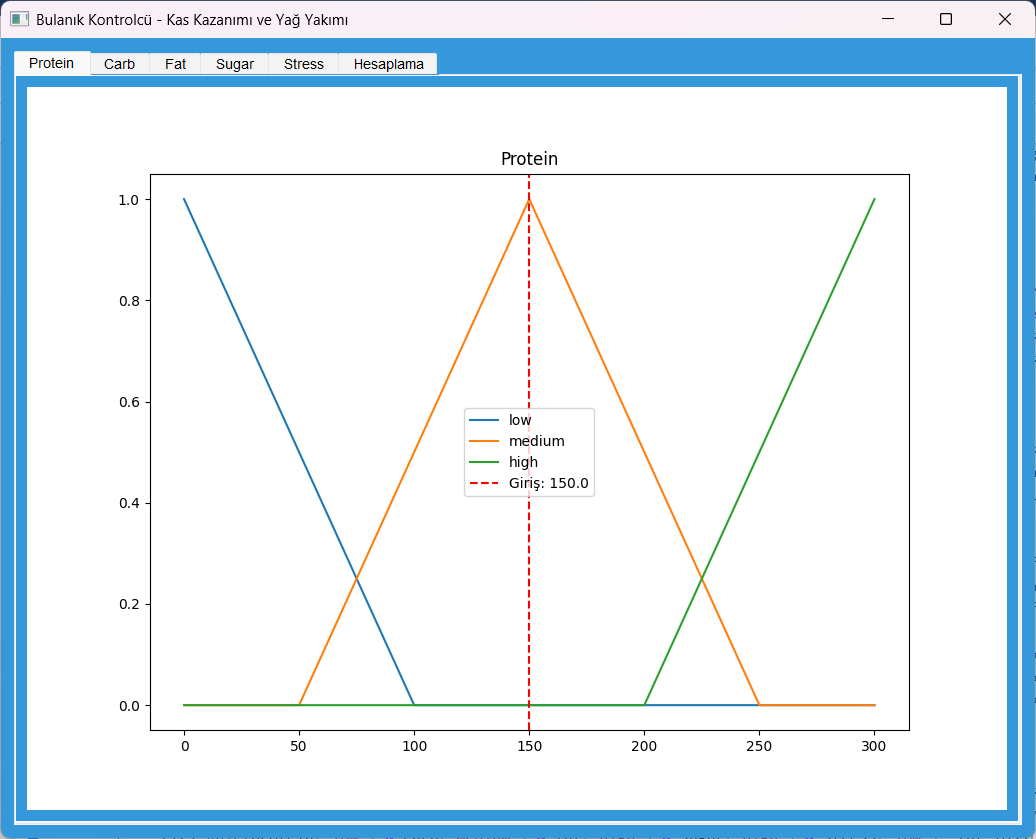 Bulanık Kontrolcü - Kas Kazanımı ve Yağ Yakımı
Protein Carb Fat Sugar Stress Hesaplama
Protein
1.0
0.8
0.6
0.4
0.2
0.0
low
medium
high
Giriş: 150.0
0 50 100 150 200 250 300